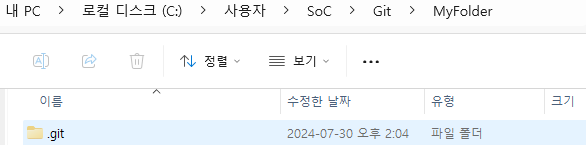 내 PC > 로컬 디스크 (C:) > 사용자 > SoC > Git > MyFolder
정렬 보기 •••
이름 수정한 날짜 유형 크기
.git 2024-07-30 오후 2:04 파일 폴더